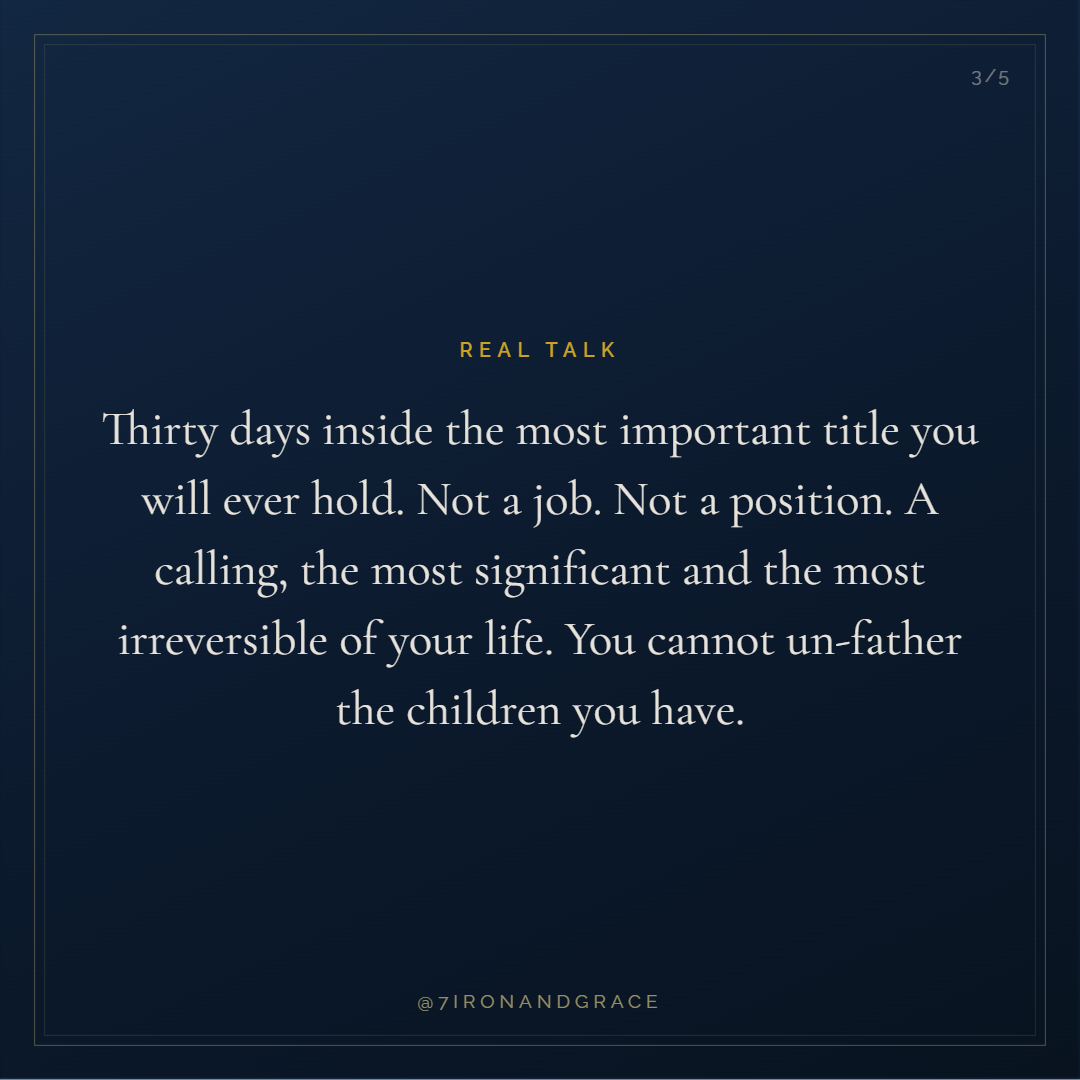 3/5
REAL TALK
Thirty days inside the most important title you
will ever hold. Not a job. Not a position. A
calling, the most significant and the most
irreversible of your life. You cannot un-father
the children you have.
@7IRONANDGRACE